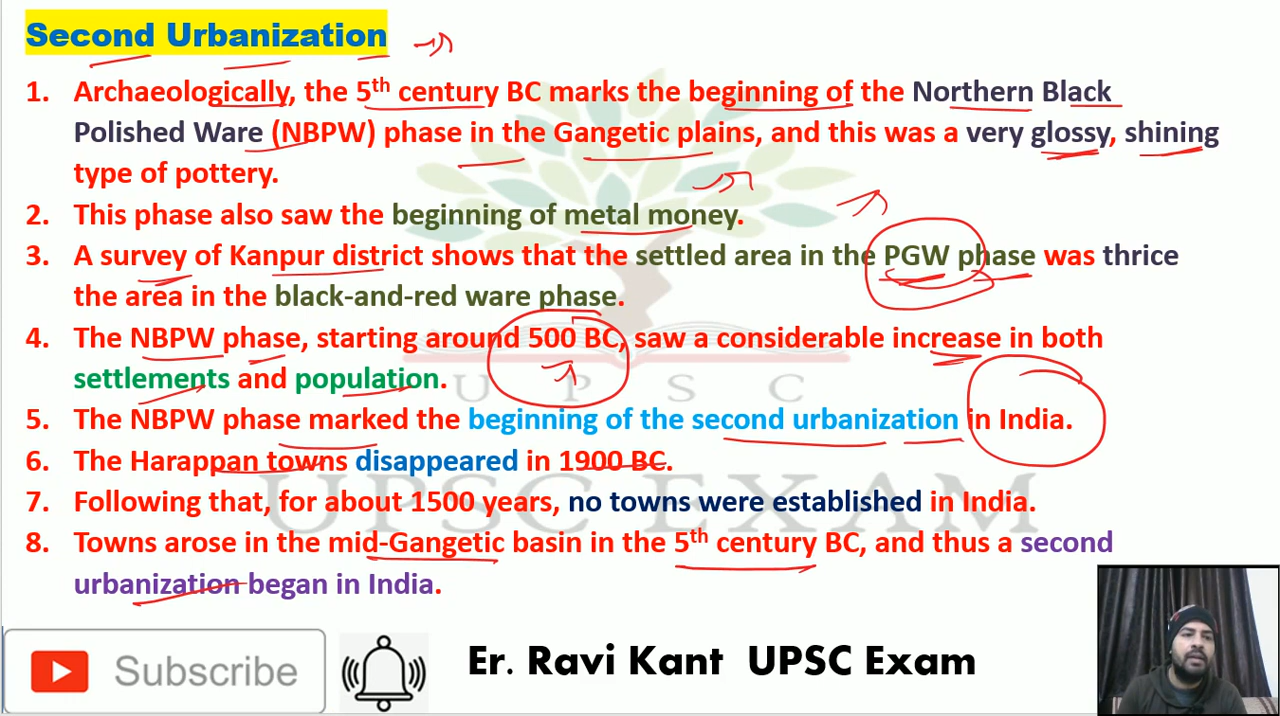 Second Urbanization
1. Archaeologically, the 5th century BC marks the beginning of the Northern Black
Polished Ware (NBPW) phase in the Gangetic plains, and this was a very glossy, shining
type of pottery.
2. This phase also saw the beginning of metal money.
3. A survey of Kanpur district shows that the settled area in the PGW phase was thrice
the area in the black-and-red ware phase.
4. The NBPW phase, starting around 500 BC, saw a considerable increase in both
settlements and population.
5. The NBPW phase marked the beginning of the second urbanization in India.
6. The Harappan towns disappeared in 1900 BC.
7. Following that, for about 1500 years, no towns were established in India.
8. Towns arose in the mid-Gangetic basin in the 5th century BC, and thus a second
urbanization began in India.
UPSC
UPSC EXAM
Subscribe
Er. Ravi Kant UPSC Exam